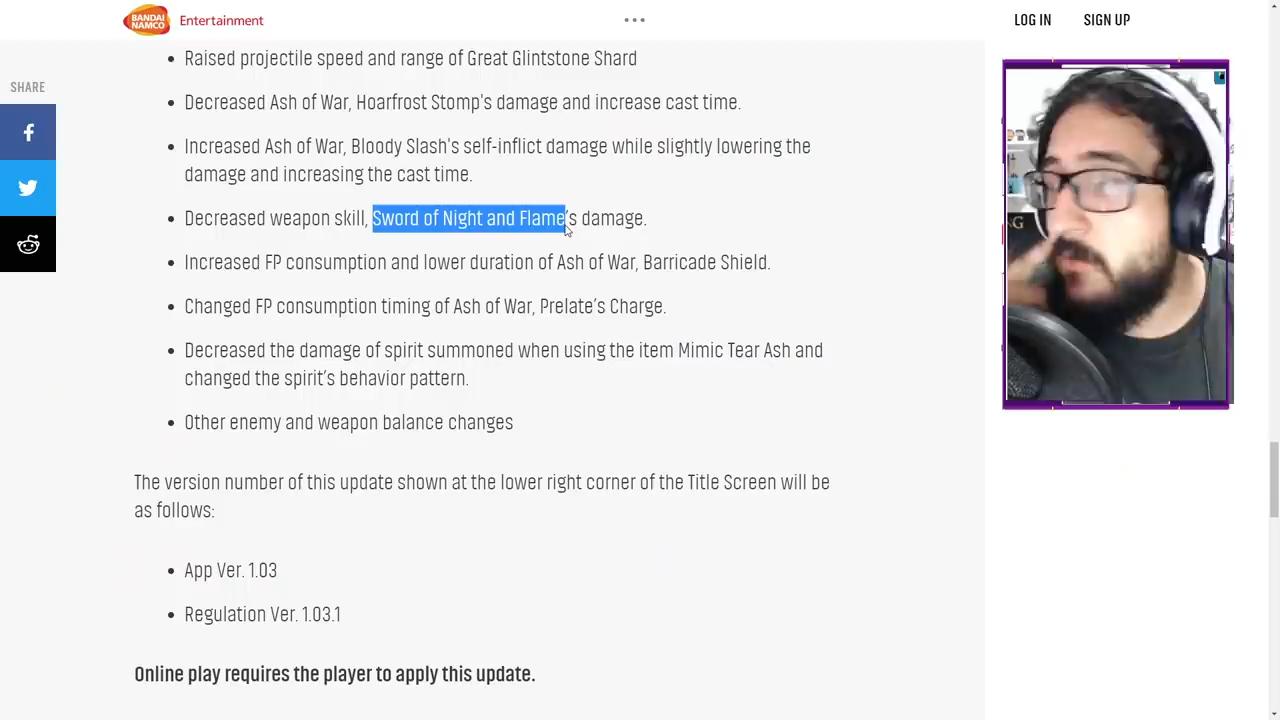 BANDAI
NAMCO
Entertainment
LOG IN
SIGN UP
SHARE
• Raised projectile speed and range of Great Glintstone Shard
• Decreased Ash of War, Hoarfrost Stomp's damage and increase cast time.
• Increased Ash of War, Bloody Slash's self-inflict damage while slightly lowering the
damage and increasing the cast time.
• Decreased weapon skill, Sword of Night and Flame's damage.
• Increased FP consumption and lower duration of Ash of War, Barricade Shield.
• Changed FP consumption timing of Ash of War, Prelate's Charge.
• Decreased the damage of spirit summoned when using the item Mimic Tear Ash and
changed the spirit's behavior pattern.
• Other enemy and weapon balance changes
The version number of this update shown at the lower right corner of the Title Screen will be
as follows:
• App Ver. 1.03
• Regulation Ver. 1.03.1
Online play requires the player to apply this update.